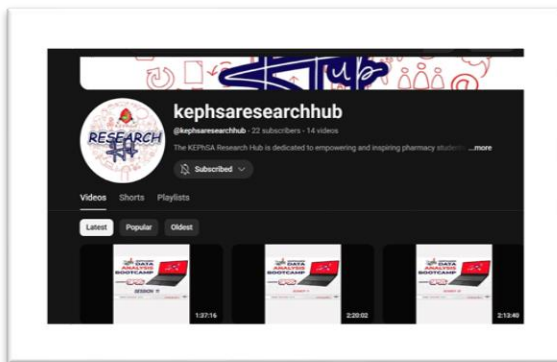 up
RESEARCH
kephsaresearchhub
@kephsaresearchhub · 22 subscribers · 14 videos
The KEPhSA Research Hub is dedicated to empowering and inspiring pharmacy students ...more
Subscribed
Videos Shorts Playlists
Latest Popular Oldest
DATA ANALYSIS BOOTCAMP
DATA ANALYSIS BOOTCAMP
DATA ANALYSIS BOOTCAMP
1:37:16 2:20:02 2:13:40